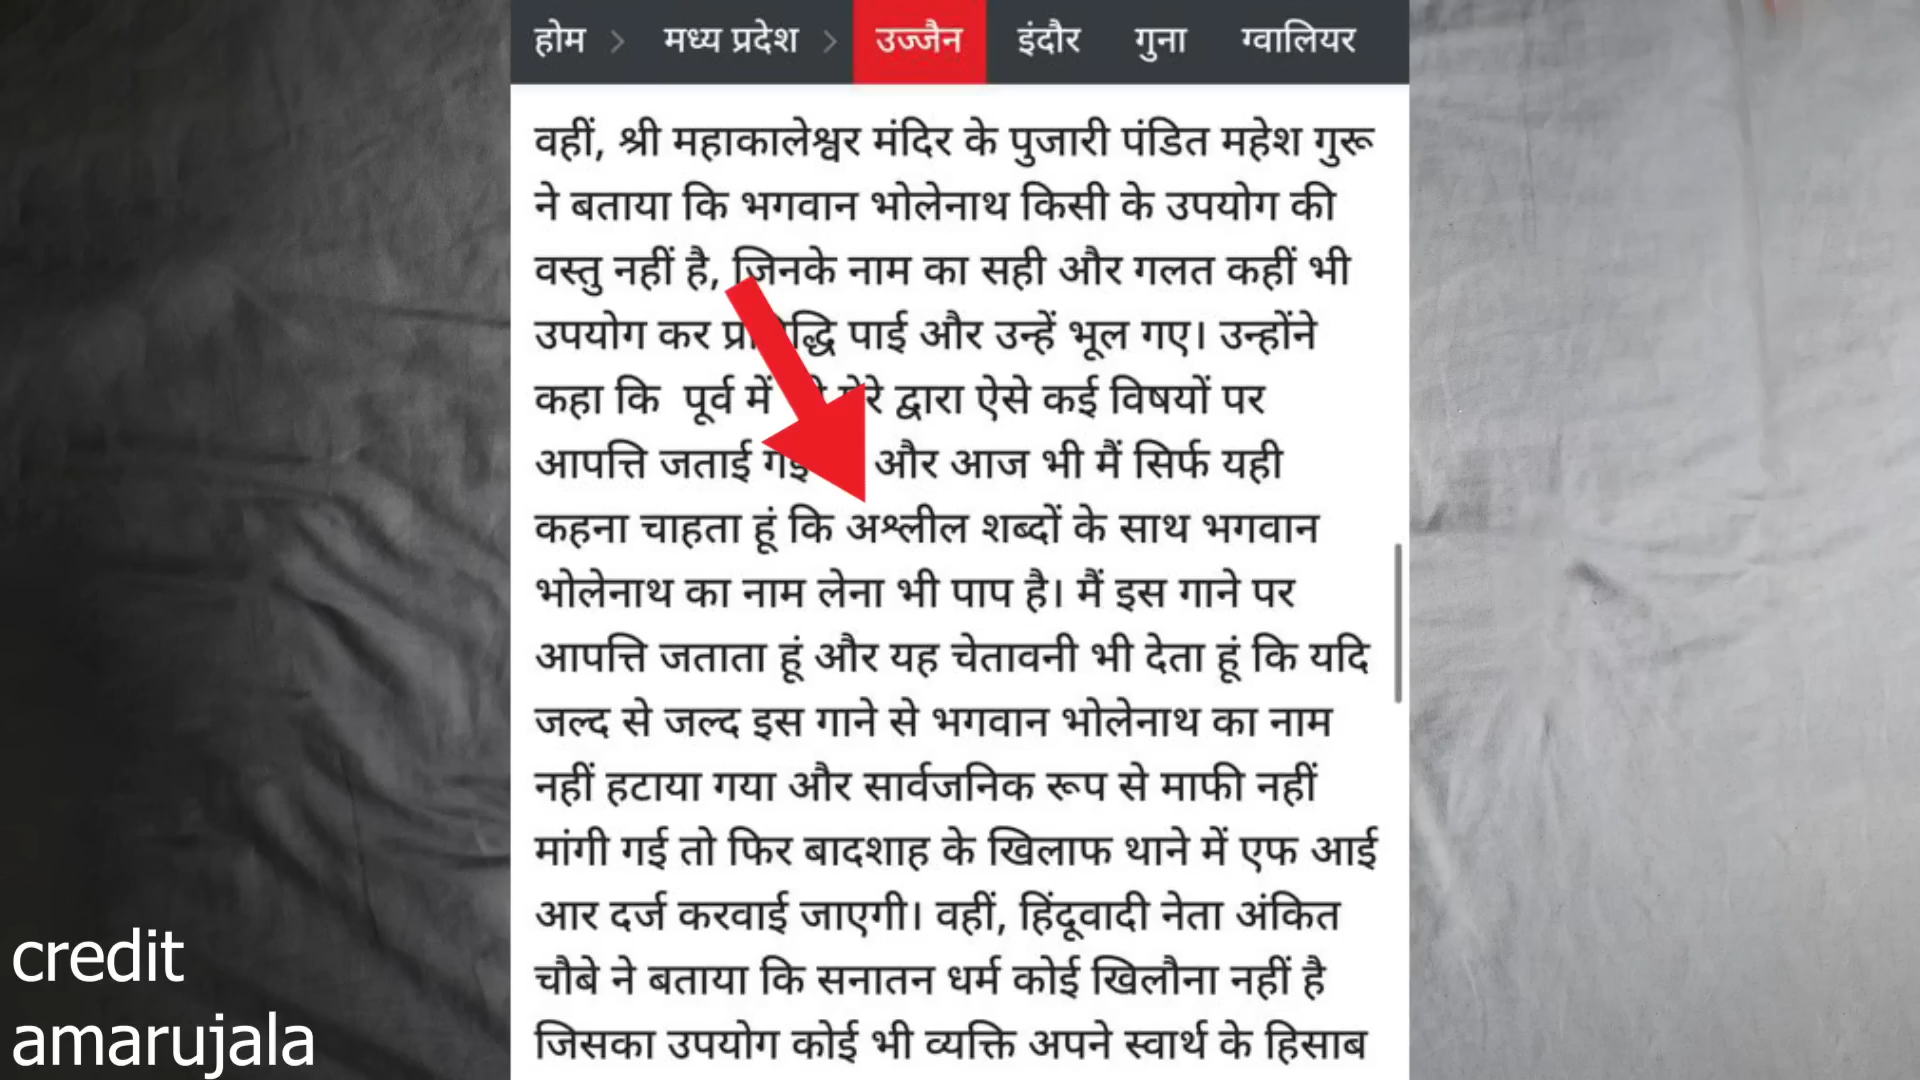 होम > मध्य प्रदेश > उज्जैन इंदौर गुना ग्वालियर
वहीं, श्री महाकालेश्वर मंदिर के पुजारी पंडित महेश गुरू
ने बताया कि भगवान भोलेनाथ किसी के उपयोग की
वस्तु नहीं है, जिनके नाम का सही और गलत कहीं भी
उपयोग कर पाई और उन्हें भूल गए। उन्होंने
कहा कि पूर्व में द्वारा ऐसे कई विषयों पर
आपत्ति जताई गई और आज भी मैं सिर्फ यही
कहना चाहता हूं कि अश्लील शब्दों के साथ भगवान
भोलेनाथ का नाम लेना भी पाप है। मैं इस गाने पर
आपत्ति जताता हूं और यह चेतावनी भी देता हूं कि यदि
जल्द से जल्द इस गाने से भगवान भोलेनाथ का नाम
नहीं हटाया गया और सार्वजनिक रूप से माफी नहीं
मांगी गई तो फिर बादशाह के खिलाफ थाने में एफ आई
आर दर्ज करवाई जाएगी। वहीं, हिंदूवादी नेता अंकित
चौबे ने बताया कि सनातन धर्म कोई खिलौना नहीं है
जिसका उपयोग कोई भी व्यक्ति अपने स्वार्थ के हिसाब
credit
amarujala